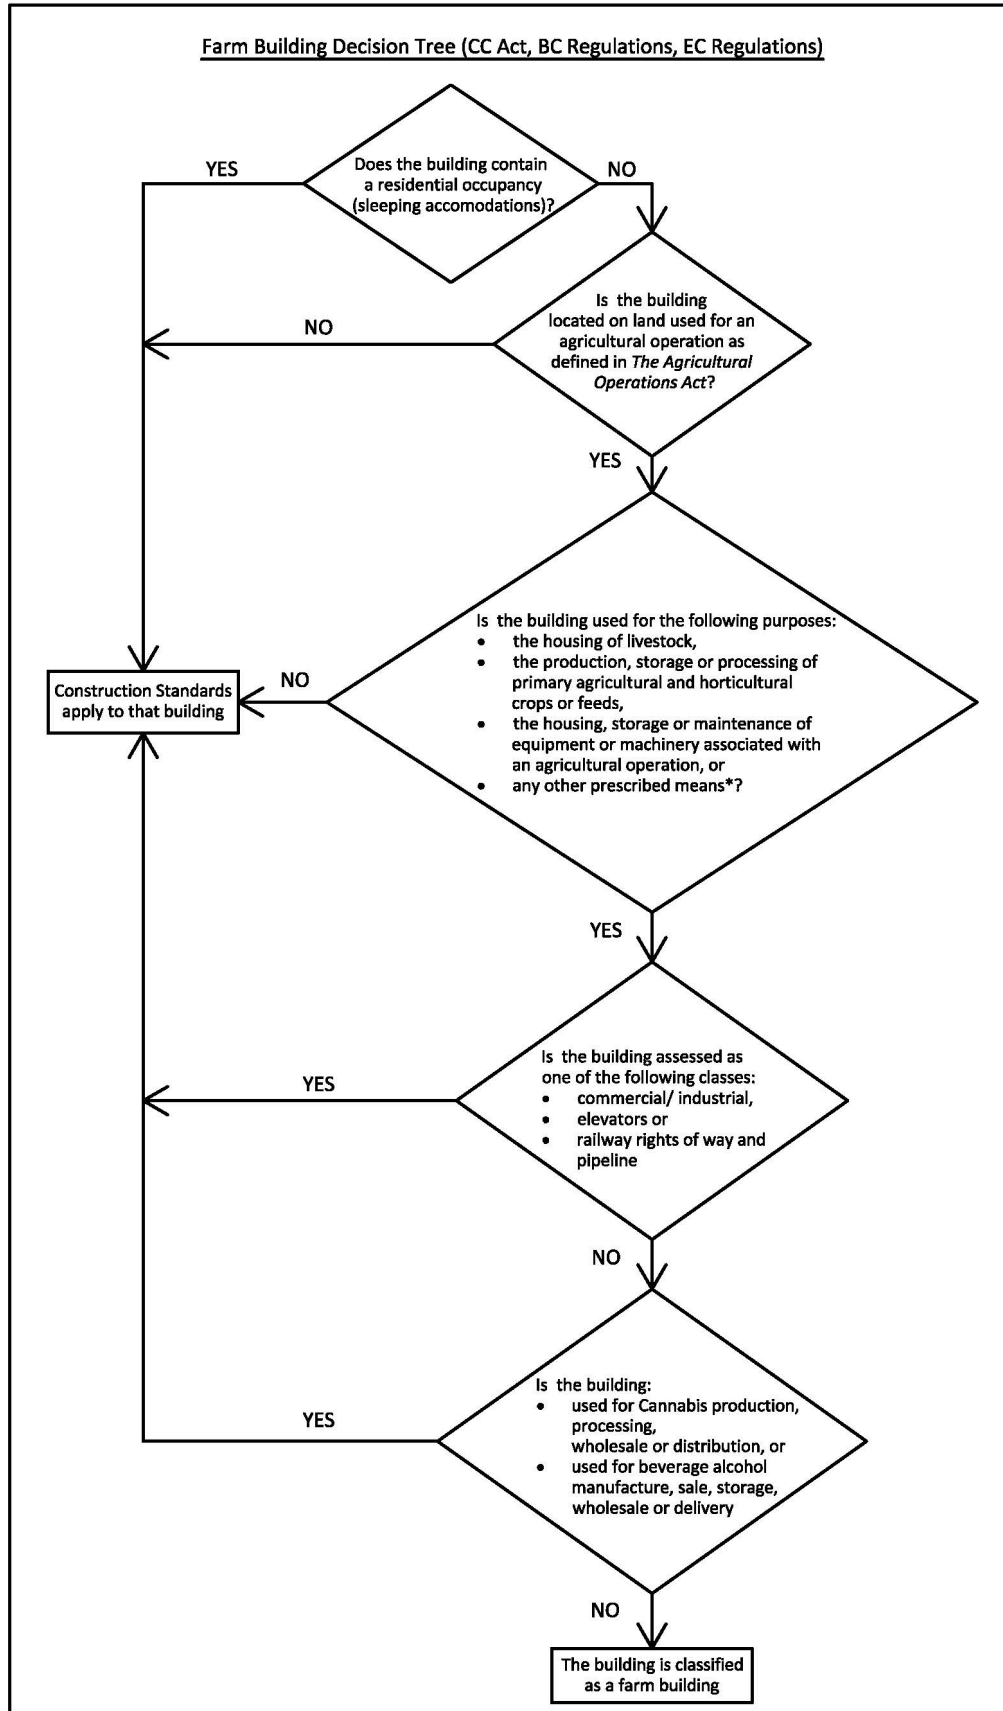 Farm Building Decision Tree (CC Act, BC Regulations, EC Regulations)
Does the building contain
a residential occupancy
(sleeping accomodations)?
YES
NO
Is the building
located on land used for an
agricultural operation as
defined in The Agricultural
Operations Act?
NO
YES
Is the building used for the following purposes:
• the housing of livestock,
• the production, storage or processing of
primary agricultural and horticultural
crops or feeds,
• the housing, storage or maintenance of
equipment or machinery associated with
an agricultural operation, or
• any other prescribed means*?
NO
Construction Standards
apply to that building
YES
Is the building assessed as
one of the following classes:
• commercial/ industrial,
• elevators or
• railway rights of way and
pipeline
YES
NO
Is the building:
• used for Cannabis production,
processing,
wholesale or distribution, or
• used for beverage alcohol
manufacture, sale, storage,
wholesale or delivery
YES
NO
The building is classified
as a farm building